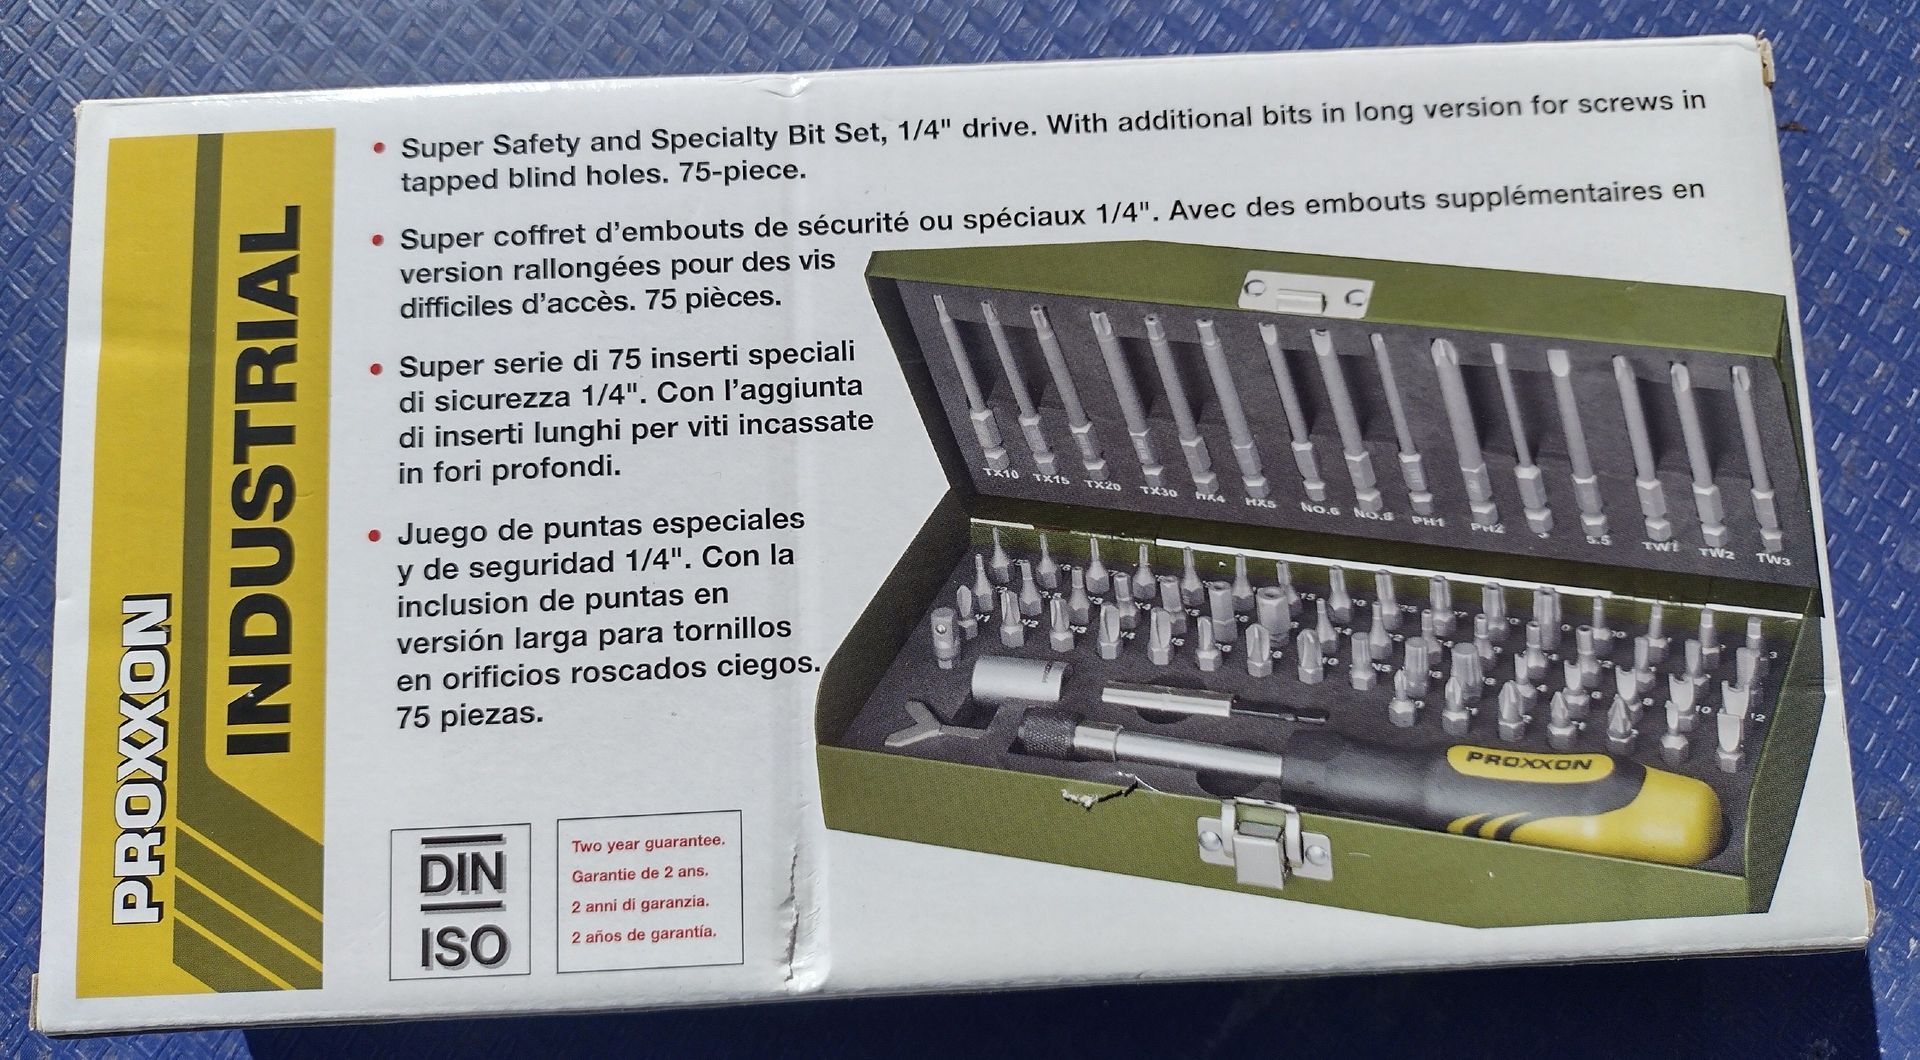 PROXXON
INDUSTRIAL
• Super Safety and Specialty Bit Set, 1/4" drive. With additional bits in long version for screws in
tapped blind holes. 75-piece.
• Super coffret d'embouts de sécurité ou spéciaux 1/4". Avec des embouts supplémentaires en
version rallongées pour des vis
difficiles d'accès. 75 pièces.
• Super serie di 75 inserti speciali
di sicurezza 1/4". Con l'aggiunta
di inserti lunghi per viti incassate
in fori profondi.
• Juego de puntas especiales
y de seguridad 1/4". Con la
inclusion de puntas en
versión larga para tornillos
en orificios roscados ciegos.
75 piezas.
DIN
ISO
Two year guarantee.
Garantie de 2 ans.
2 anni di garanzia.
2 años de garantía.
TX10 TX15 TX20 TX30 HX4 HX5 NO.6 NO.8 PH1 PH2 5.5 TW1 TW2 TW3
PROXXON